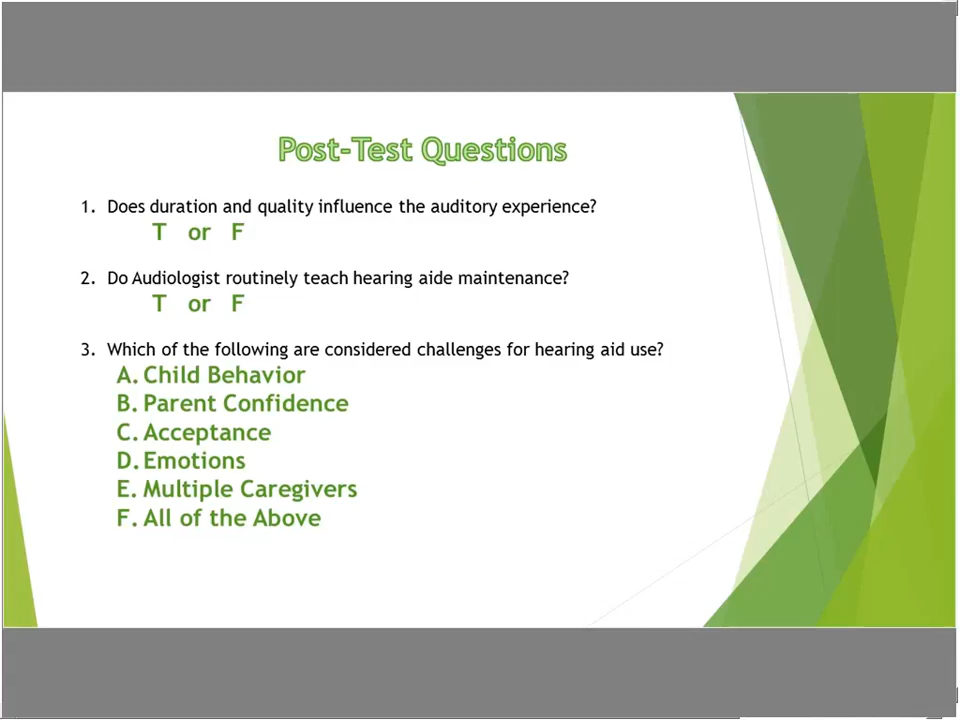 Post-Test Questions
1. Does duration and quality influence the auditory experience?
T or F
2. Do Audiologist routinely teach hearing aide maintenance?
T or F
3. Which of the following are considered challenges for hearing aid use?
A. Child Behavior
B. Parent Confidence
C. Acceptance
D. Emotions
E. Multiple Caregivers
F. All of the Above